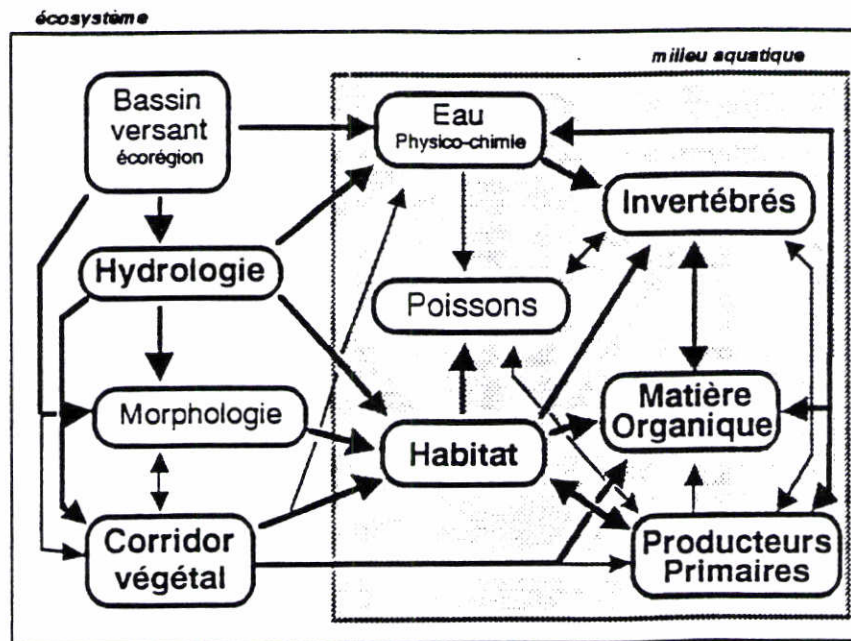 écosystème
milieu aquatique
Bassin
versant
écorégion
Eau
Physico-chimie
Invertébrés
Hydrologie
Poissons
Morphologie
Habitat
Matière
Organique
Corridor
végétal
Producteurs
Primaires